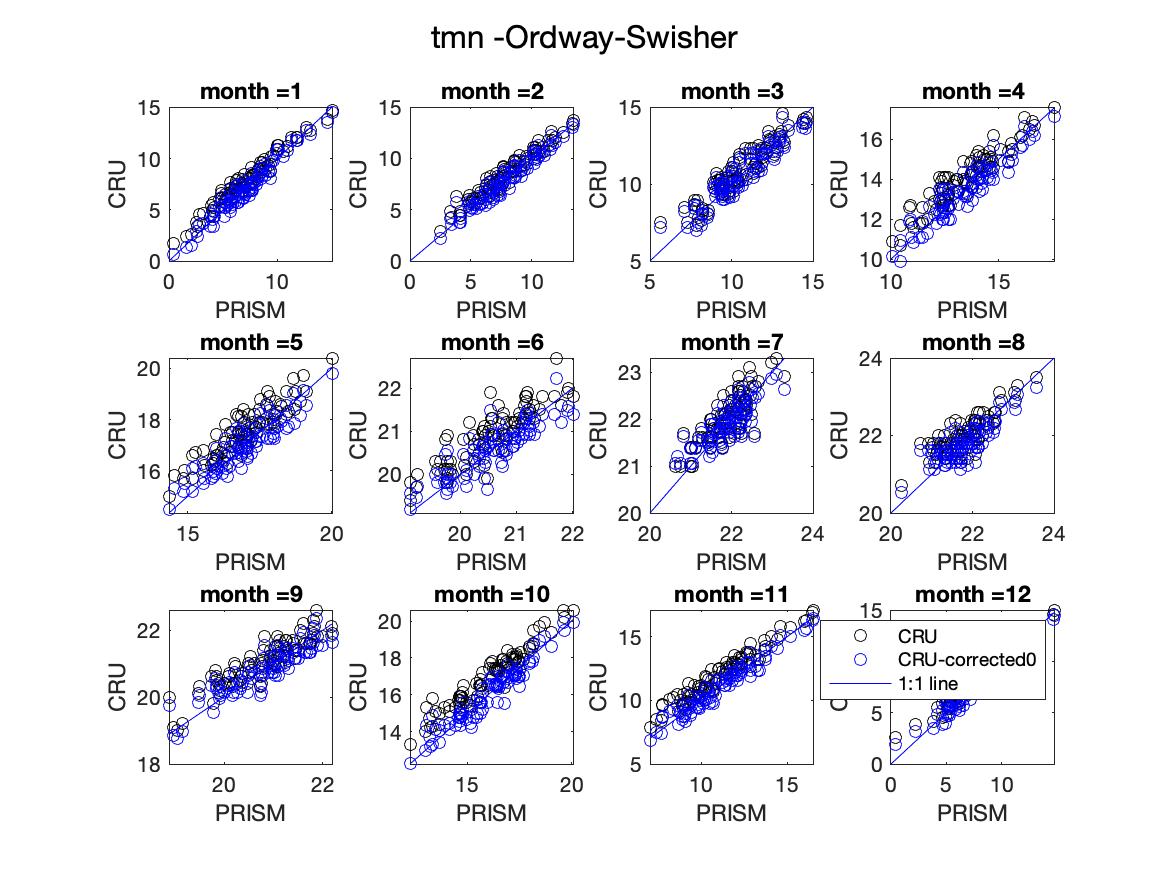 tmn -Ordway-Swisher
month =1
15
10
5
0
CRU
0
10
PRISM
month =2
15
10
5
0
CRU
0
5
10
PRISM
month =3
15
10
5
CRU
5
10
15
PRISM
month =4
16
14
12
10
CRU
10
15
PRISM
month =5
20
18
16
CRU
15
20
PRISM
month =6
22
21
20
CRU
20
21
22
PRISM
month =7
23
22
21
20
CRU
20
22
24
PRISM
month =8
24
22
20
CRU
20
22
24
PRISM
month =9
22
20
18
CRU
20
22
PRISM
month =10
20
18
16
14
CRU
15
20
PRISM
month =11
15
10
5
CRU
10
15
PRISM
month =12
15
5
0
0
5
10
PRISM
CRU
CRU-corrected0
1:1 line